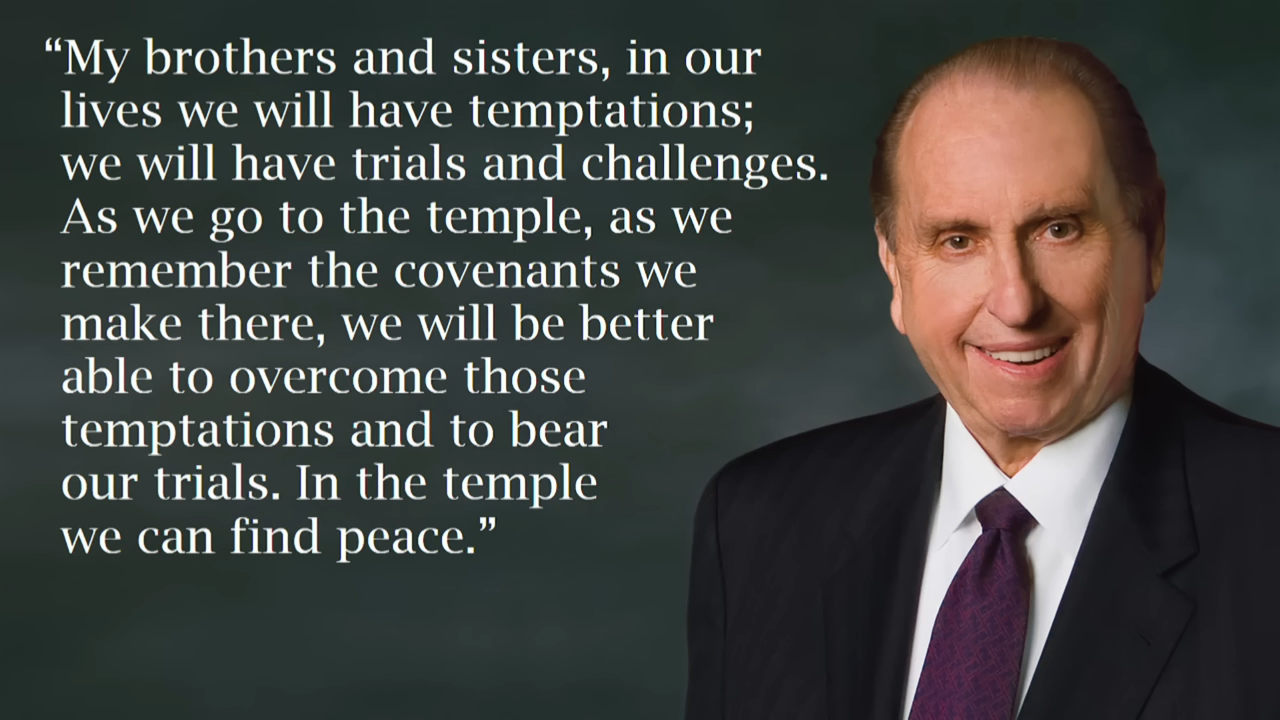 “My brothers and sisters, in our
lives we will have temptations;
we will have trials and challenges.
As we go to the temple, as we
remember the covenants we
make there, we will be better
able to overcome those
temptations and to bear
our trials. In the temple
we can find peace.”